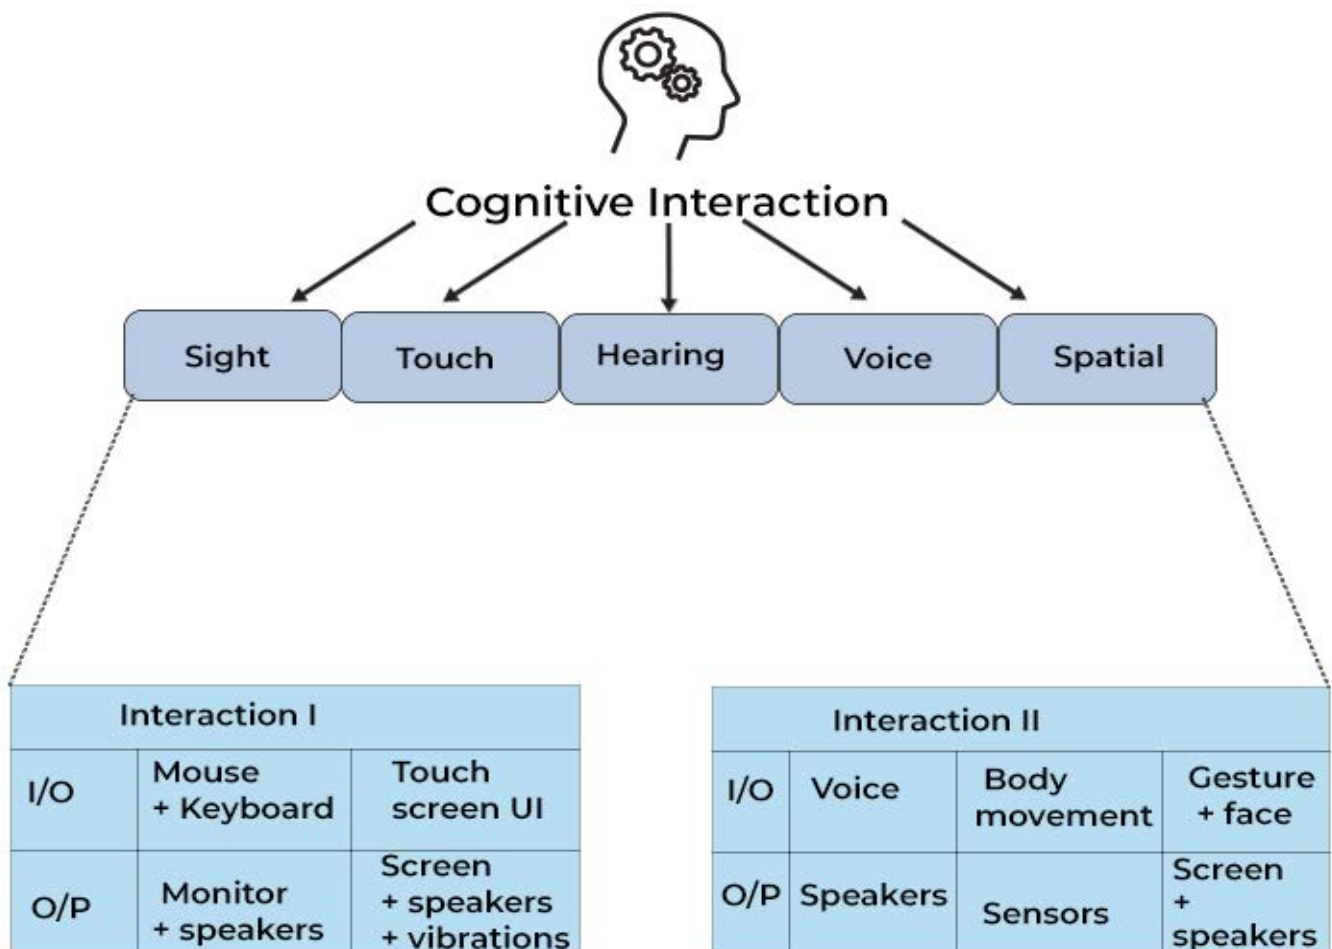 Cognitive Interaction
Sight
Touch
Hearing
Voice
Spatial
Interaction I
I/O
Mouse
+ Keyboard
Touch
screen UI
O/P
Monitor
+ speakers
Screen
+ speakers
+ vibrations
Interaction II
I/O
Voice
Body
movement
Gesture
+ face
O/P
Speakers
Sensors
Screen
+
speakers